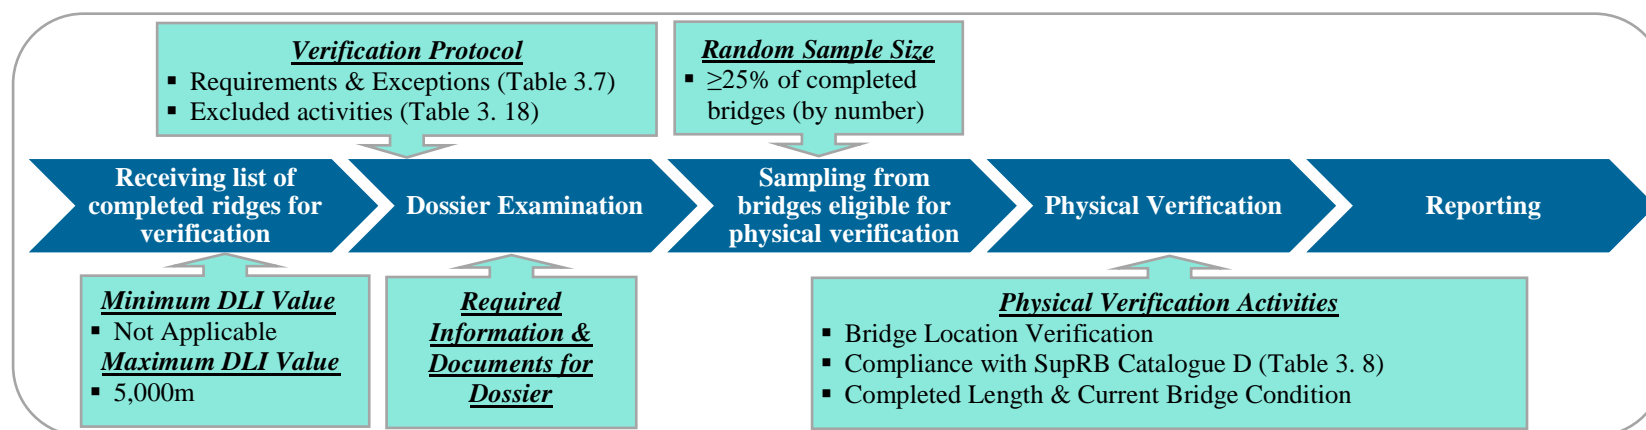 Verification Protocol
▪ Requirements & Exceptions (Table 3.7)
▪ Excluded activities (Table 3. 18)
Random Sample Size
▪ ≥25% of completed
bridges (by number)
Receiving list of
completed ridges for
verification
Dossier Examination
Sampling from
bridges eligible for
physical verification
Physical Verification
Reporting
Minimum DLI Value
▪ Not Applicable
Maximum DLI Value
▪ 5,000m
Required
Information &
Documents for
Dossier
Physical Verification Activities
▪ Bridge Location Verification
▪ Compliance with SupRB Catalogue D (Table 3. 8)
▪ Completed Length & Current Bridge Condition